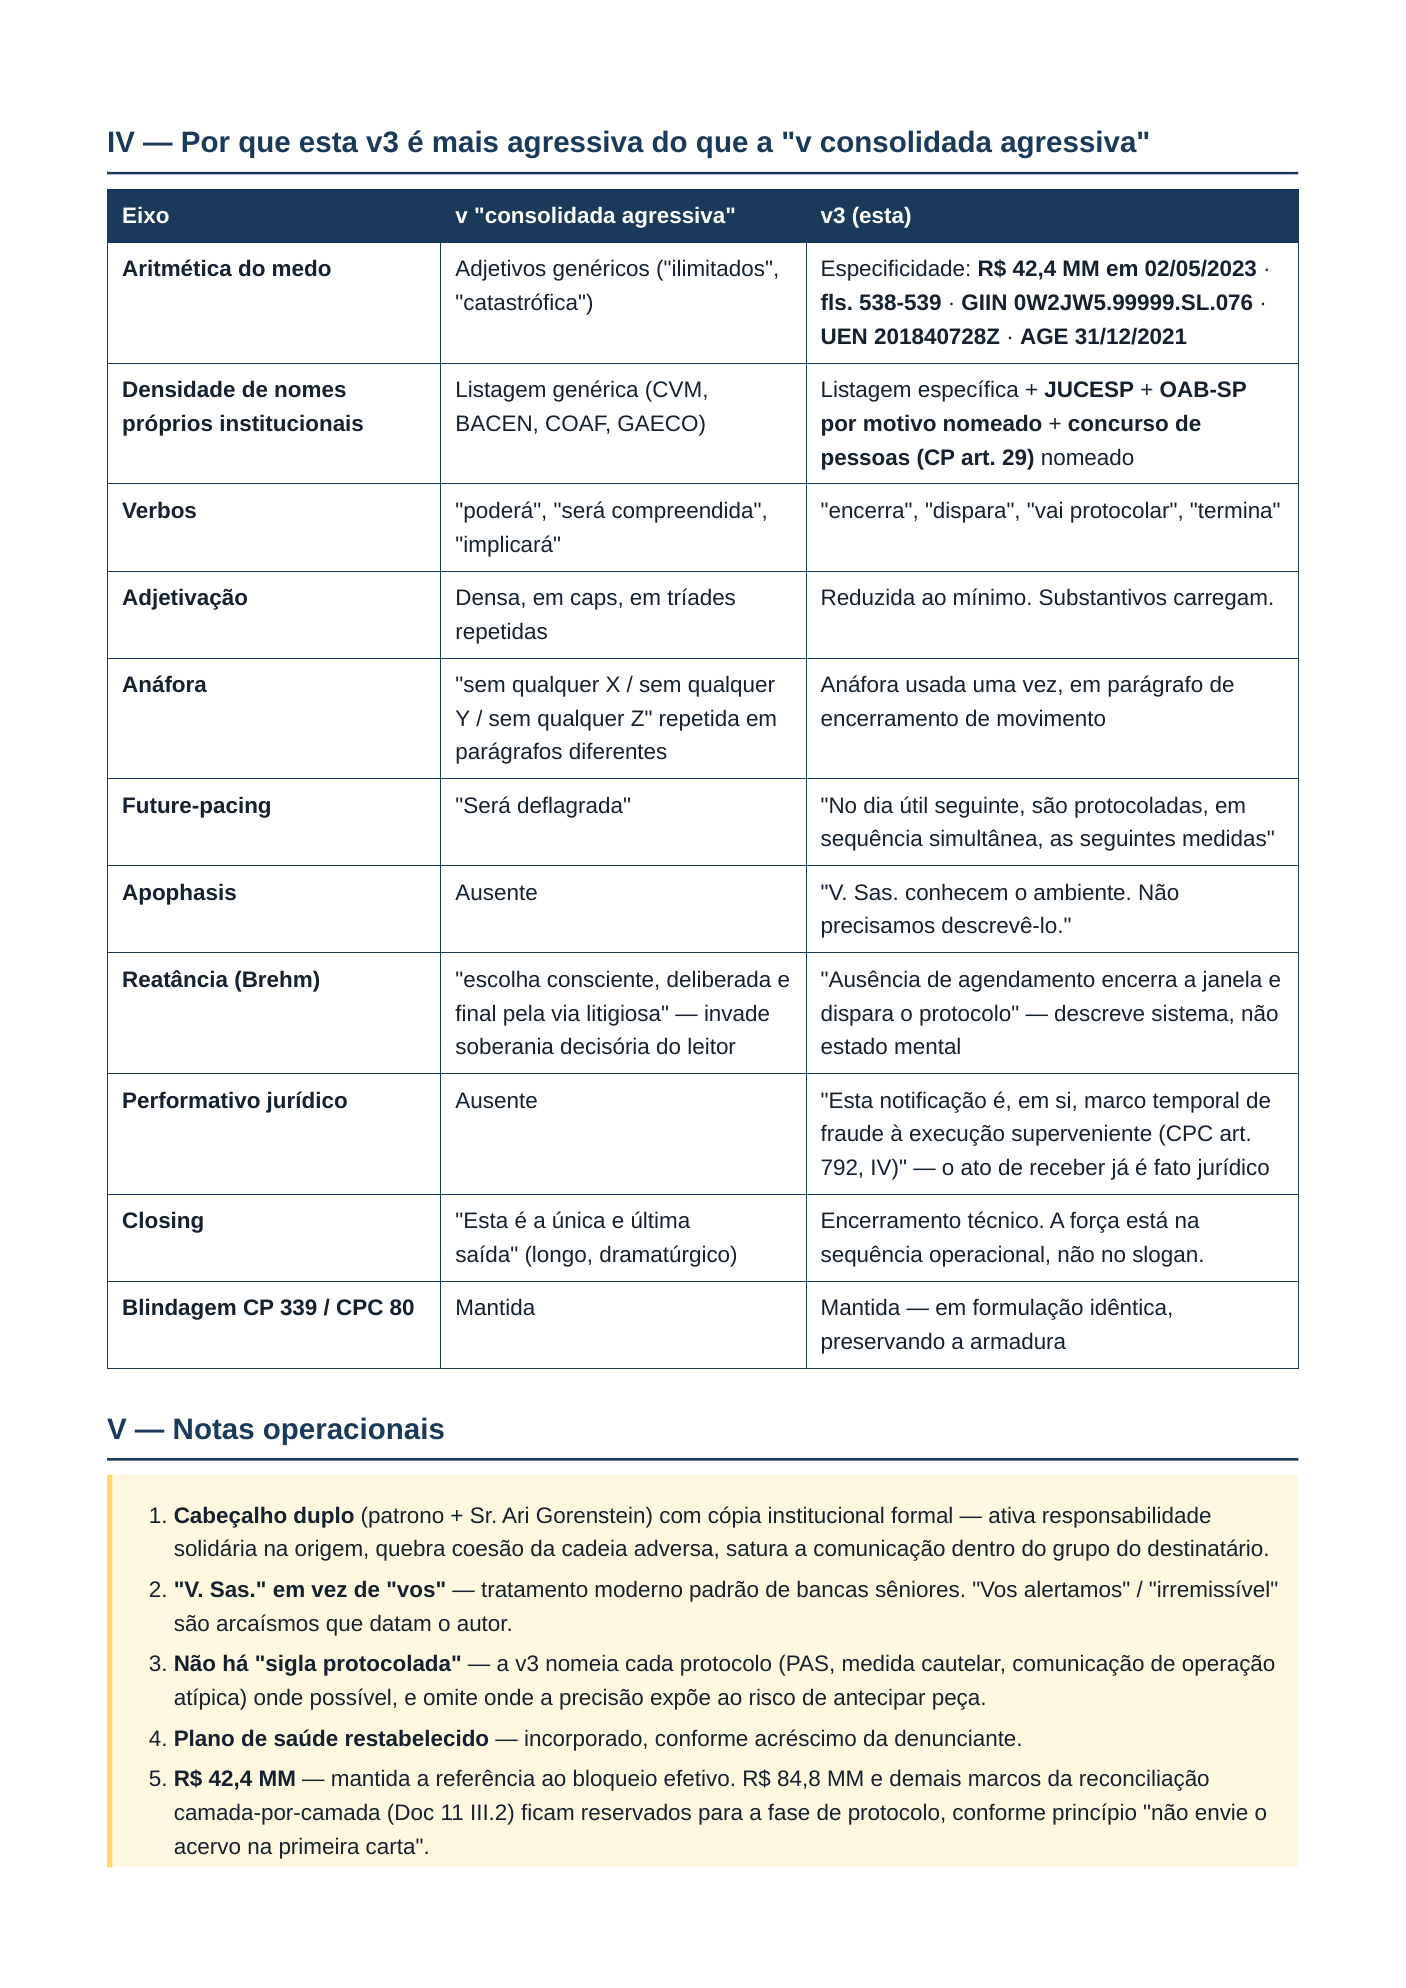 IV — Por que esta v3 é mais agressiva do que a "v consolidada agressiva"
Eixo
v "consolidada agressiva"
v3 (esta)
Aritmética do medo
Adjetivos genéricos ("ilimitados",
"catastrófica")
Especificidade: R$ 42,4 MM em 02/05/2023 ·
fls. 538-539 · GIIN 0W2JW5.99999.SL.076 ·
UEN 201840728Z · AGE 31/12/2021
Densidade de nomes
próprios institucionais
Listagem genérica (CVM,
BACEN, COAF, GAECO)
Listagem específica + JUCESP + OAB-SP
por motivo nomeado + concurso de
pessoas (CP art. 29) nomeado
Verbos
"poderá", "será compreendida",
"implicará"
"encerra", "dispara", "vai protocolar", "termina"
Adjetivação
Densa, em caps, em tríades
repetidas
Reduzida ao mínimo. Substantivos carregam.
Anáfora
"sem qualquer X / sem qualquer
Y / sem qualquer Z" repetida em
parágrafos diferentes
Anáfora usada uma vez, em parágrafo de
encerramento de movimento
Future-pacing
"Será deflagrada"
"No dia útil seguinte, são protocoladas, em
sequência simultânea, as seguintes medidas"
Apophasis
Ausente
"V. Sas. conhecem o ambiente. Não
precisamos descrevê-lo."
Reatância (Brehm)
"escolha consciente, deliberada e
final pela via litigiosa" — invade
soberania decisória do leitor
"Ausência de agendamento encerra a janela e
dispara o protocolo" — descreve sistema, não
estado mental
Performativo jurídico
Ausente
"Esta notificação é, em si, marco temporal de
fraude à execução superveniente (CPC art.
792, IV)" — o ato de receber já é fato jurídico
Closing
"Esta é a única e última
saída" (longo, dramatúrgico)
Encerramento técnico. A força está na
sequência operacional, não no slogan.
Blindagem CP 339 / CPC 80
Mantida
Mantida — em formulação idêntica,
preservando a armadura
V — Notas operacionais
1. Cabeçalho duplo (patrono + Sr. Ari Gorenstein) com cópia institucional formal — ativa responsabilidade
solidária na origem, quebra coesão da cadeia adversa, satura a comunicação dentro do grupo do destinatário.
2. "V. Sas." em vez de "vos" — tratamento moderno padrão de bancas sêniores. "Vos alertamos" / "irremissível"
são arcaísmos que datam o autor.
3. Não há "sigla protocolada" — a v3 nomeia cada protocolo (PAS, medida cautelar, comunicação de operação
atípica) onde possível, e omite onde a precisão expõe ao risco de antecipar peça.
4. Plano de saúde restabelecido — incorporado, conforme acréscimo da denunciante.
5. R$ 42,4 MM — mantida a referência ao bloqueio efetivo. R$ 84,8 MM e demais marcos da reconciliação
camada-por-camada (Doc 11 III.2) ficam reservados para a fase de protocolo, conforme princípio "não envie o
acervo na primeira carta".